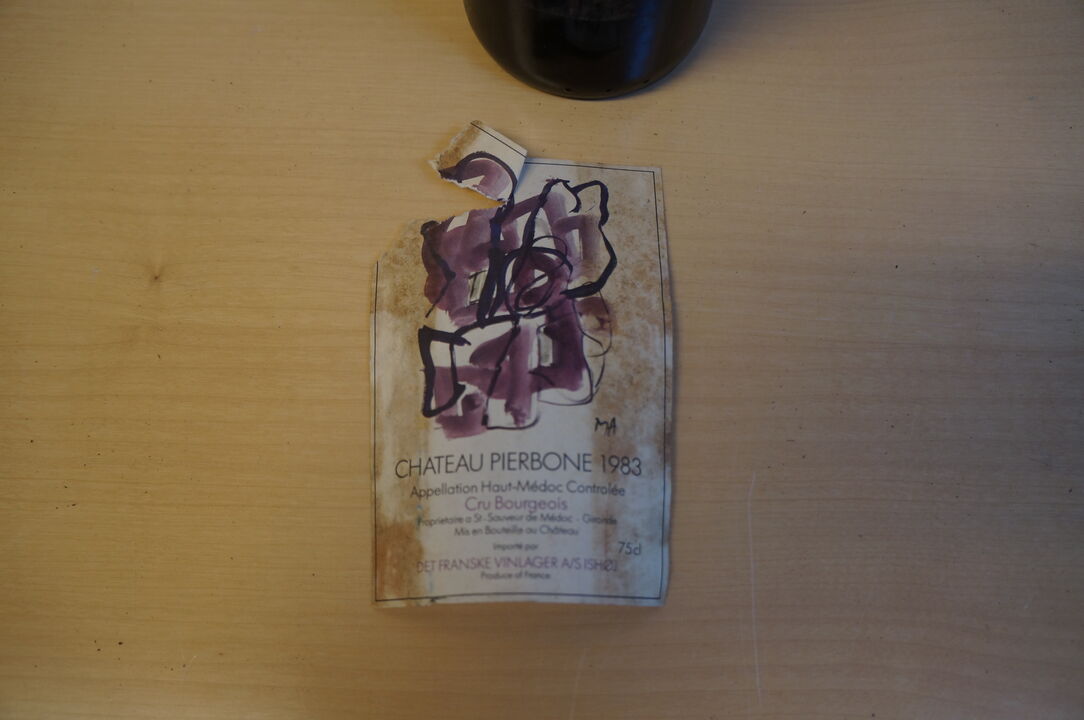 MA
CHATEAU PIERBONE 1983
Appellation Haut-Médoc Controlée
Cru Bourgeois
Proprietaire a St-Sauveur de Médoc - Gironde
Mis en Bouteille au Château
Importé par
75cl
DET FRANSKE VINLAGER A/S ISHØJ
Produce of France